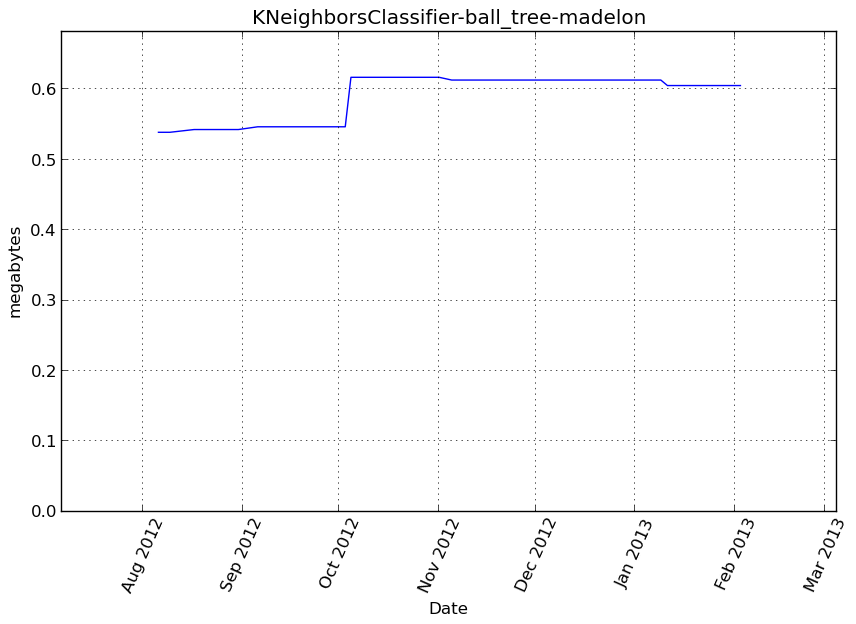 KNeighborsClassifier-ball_tree-madelon
megabytes
0.6
0.5
0.4
0.3
0.2
0.1
0.0
Aug 2012
Sep 2012
Oct 2012
Nov 2012
Dec 2012
Jan 2013
Feb 2013
Mar 2013
Date